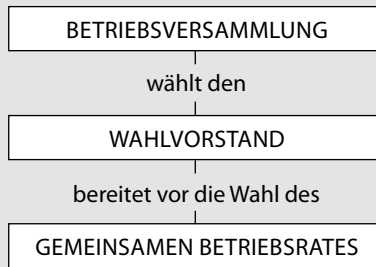 BETRIEBSVERSAMMLUNG
wählt den
WAHLVORSTAND
bereitet vor die Wahl des
GEMEINSAMEN BETRIEBSRATES